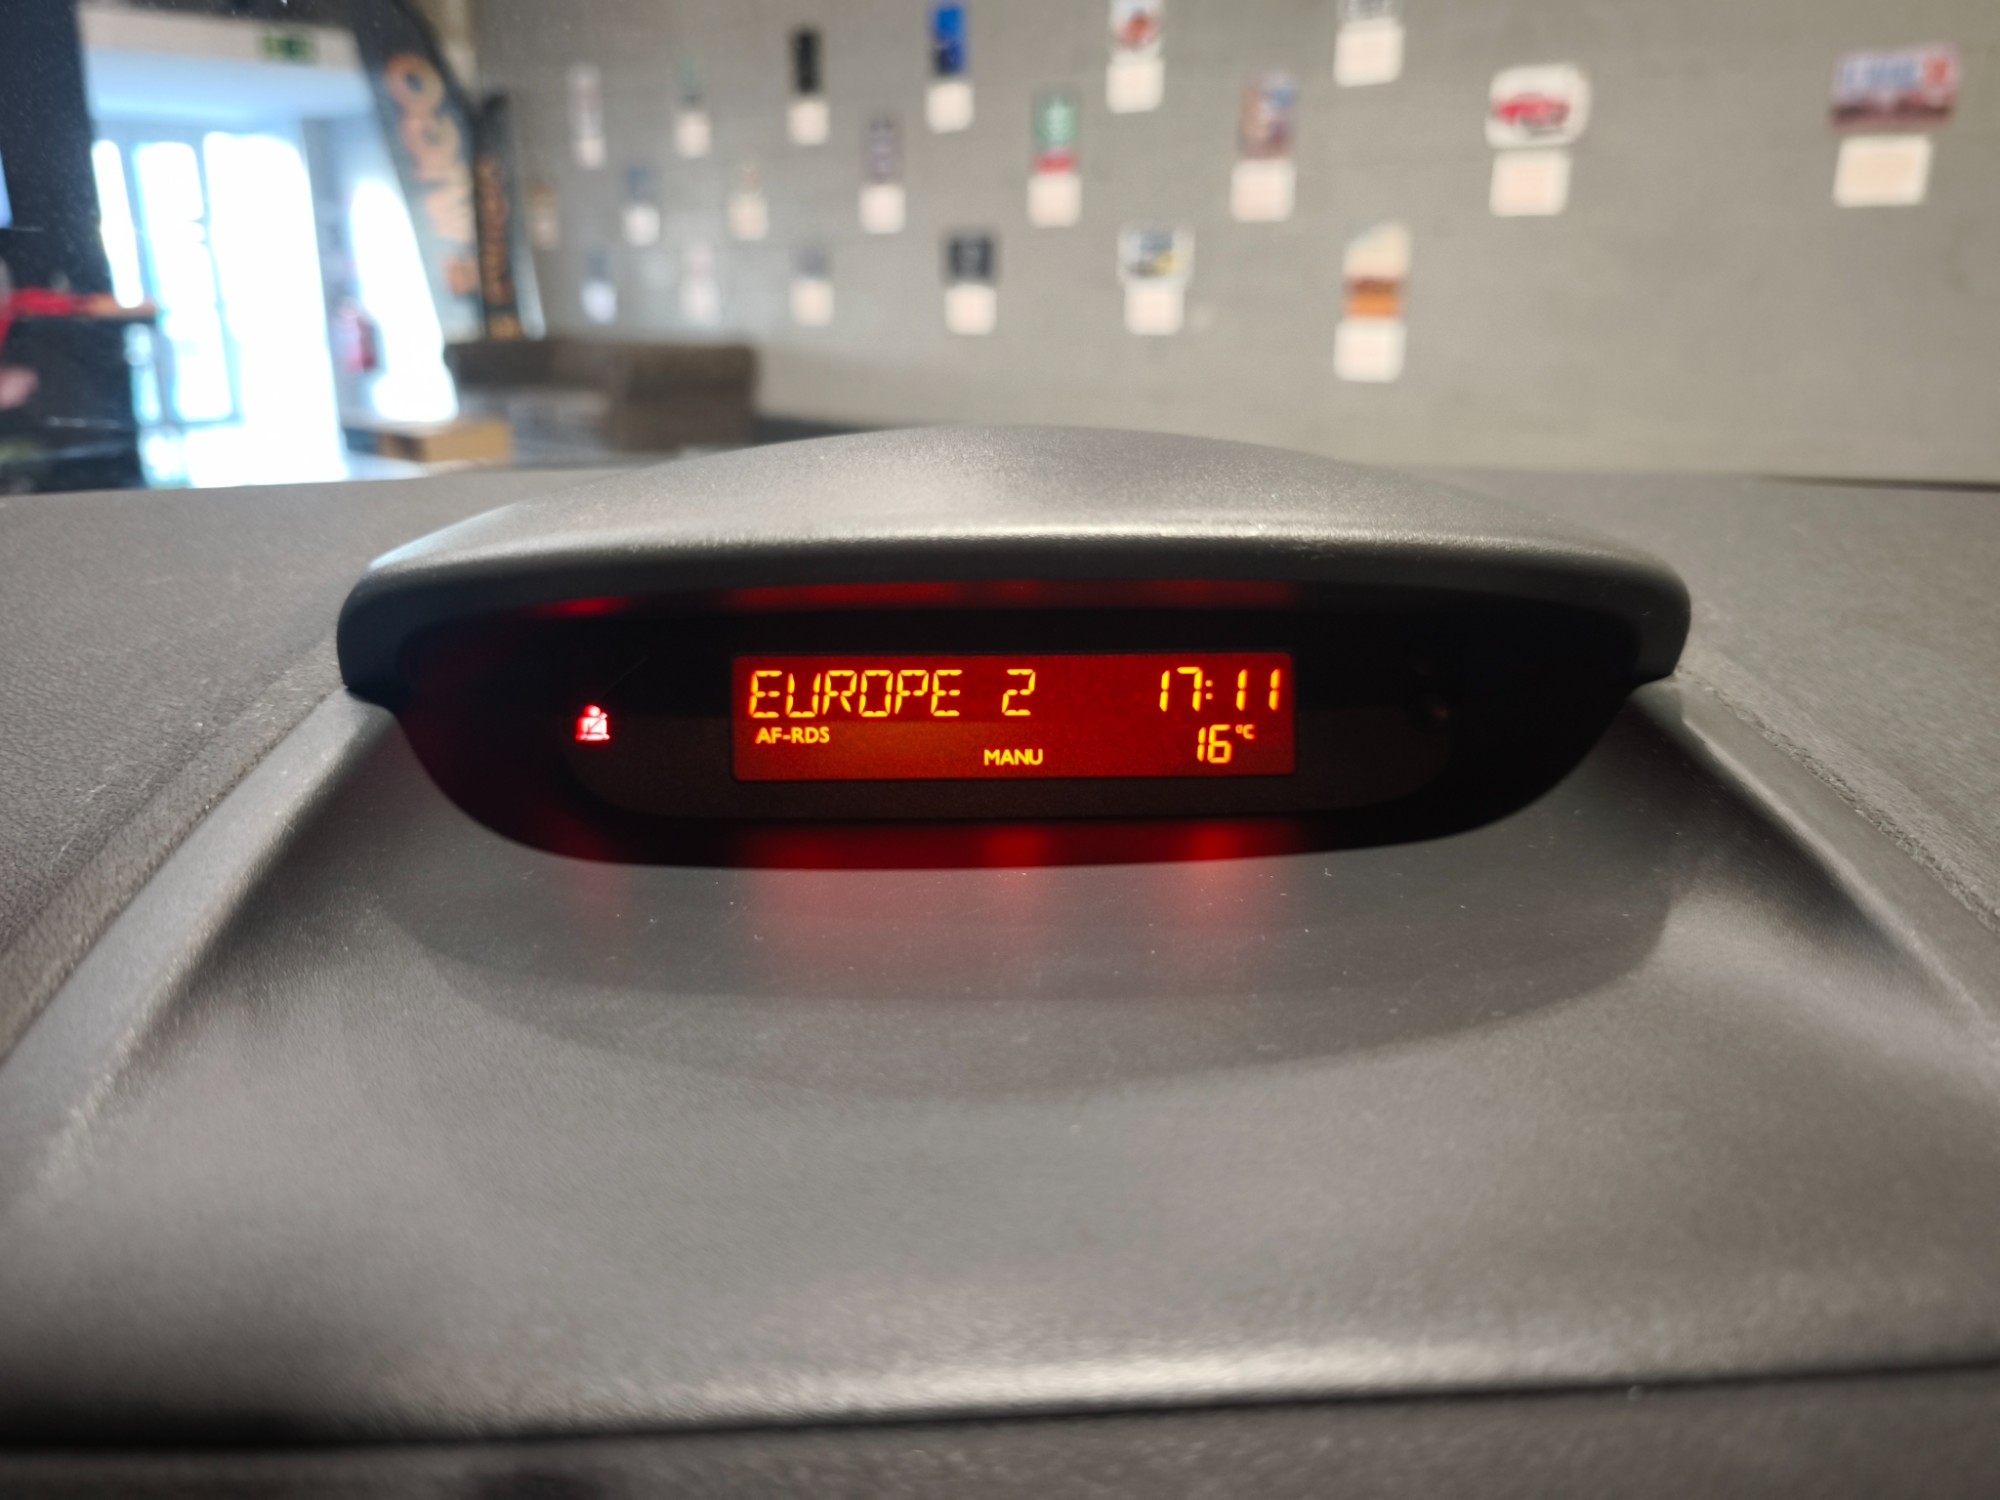 EUROPE 2 17:11
AF-RDS 16°C
MANU